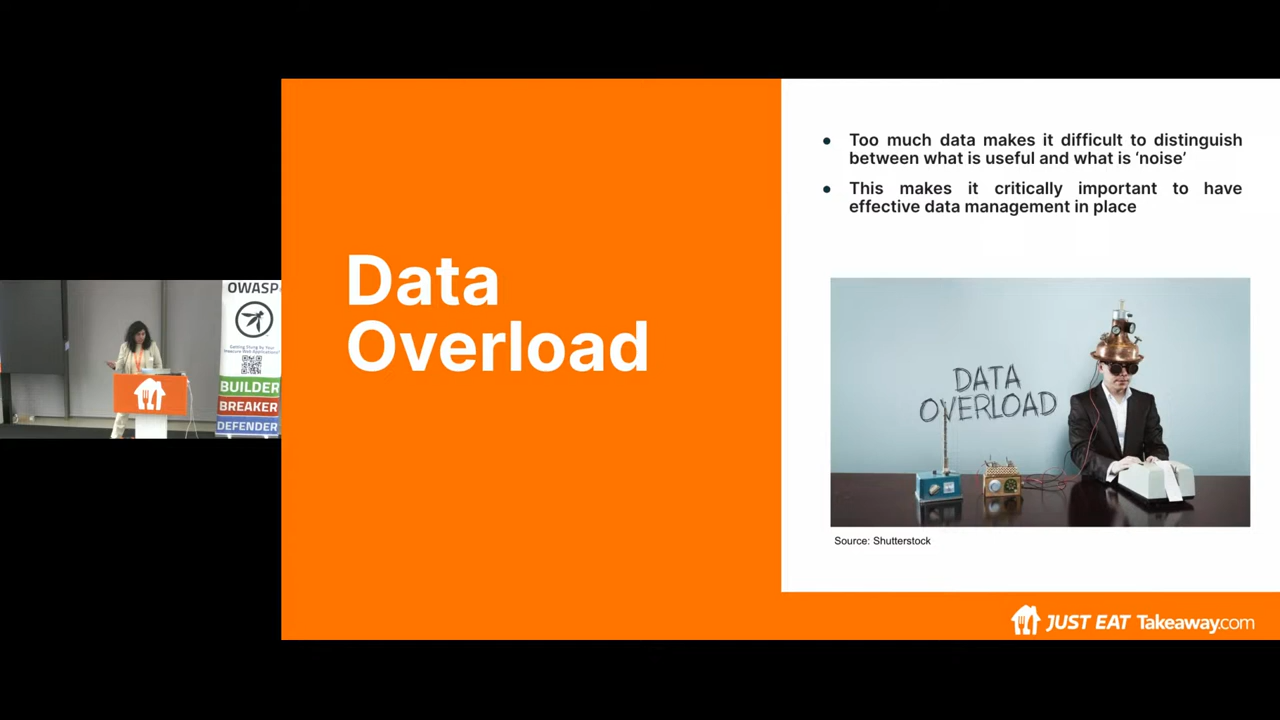 Data
Overload
● Too much data makes it difficult to distinguish
between what is useful and what is ‘noise’
● This makes it critically important to have
effective data management in place
DATA
OVERLOAD
Source: Shutterstock
JUST EAT Takeaway.com
OWASP
BUILDER
BREAKER
DEFENDER